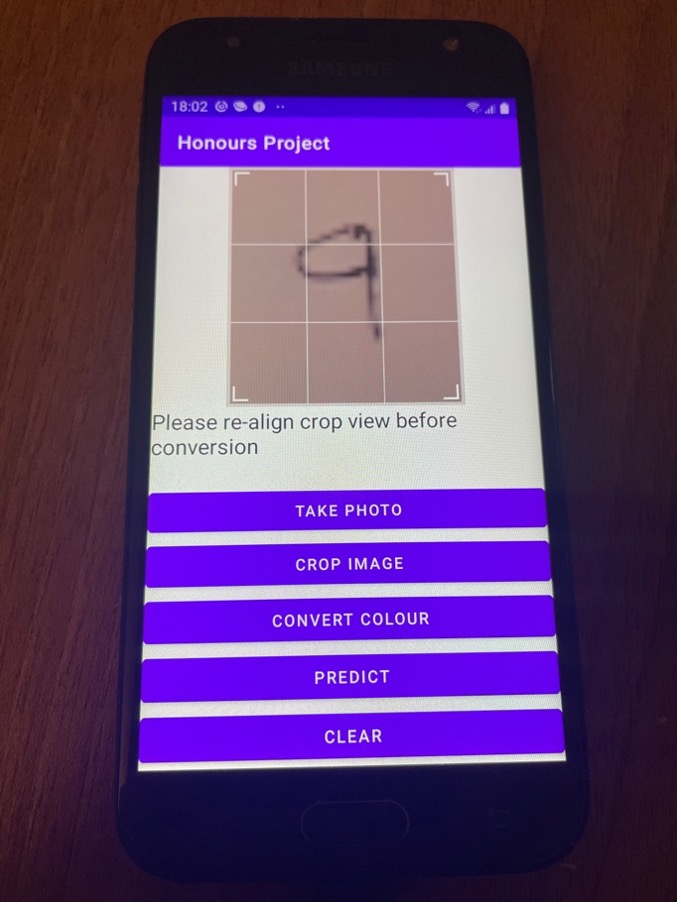 SAMSUNG
18:02
Honours Project
9
Please re-align crop view before
conversion
TAKE PHOTO
CROP IMAGE
CONVERT COLOUR
PREDICT
CLEAR